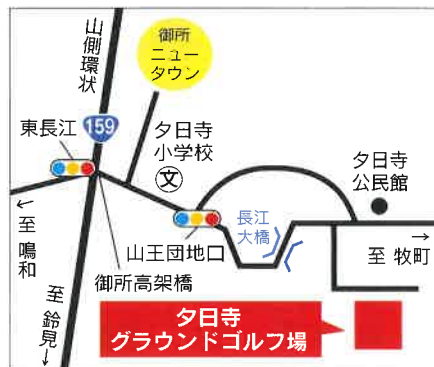 山側環状
御所
ニュー
タウン
159
東長江
夕日寺
小学校
文
夕日寺
公民館
長江
大橋
山王団地口
→
至 牧町
←至 鳴和
御所高架橋
至 鈴見→
夕日寺
グラウンドゴルフ場